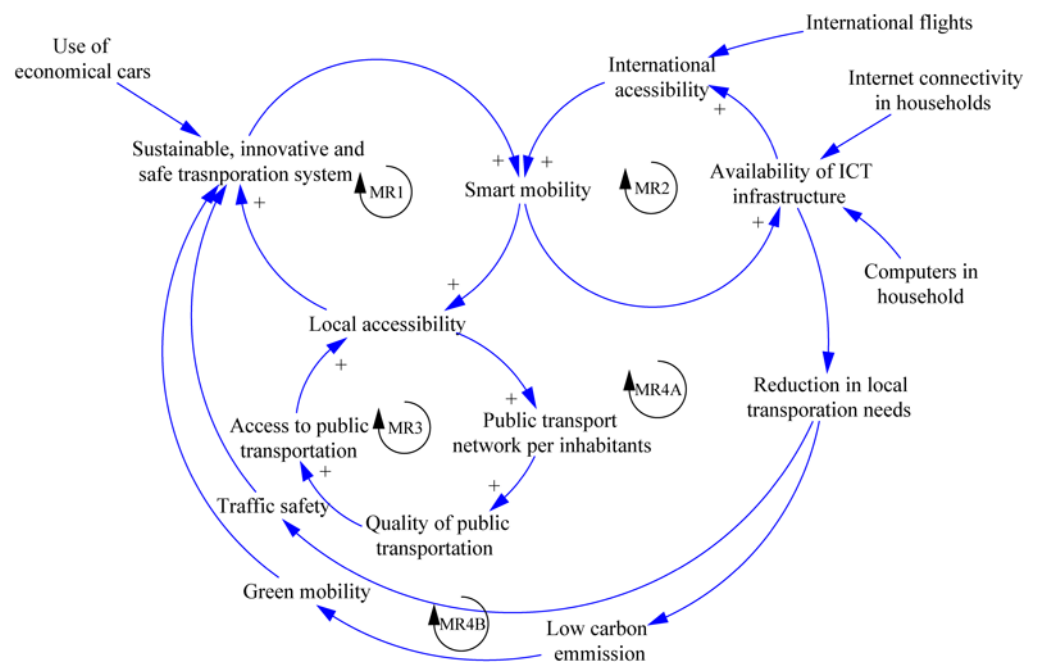 International flights
Use of
economical cars
International
acessibility
Internet connectivity
in households
Sustainable, innovative and
safe trasnporation system
+
MR1
+
+
Smart mobility
MR2
+
Availability of ICT
infrastructure
+
+
Computers in
household
Local accessibility
+
+
MR4A
Reduction in local
transporation needs
+
Access to public
transportation
MR3
Public transport
network per inhabitants
+
+
Traffic safety
Quality of public
transportation
Green mobility
MR4B
Low carbon
emmission